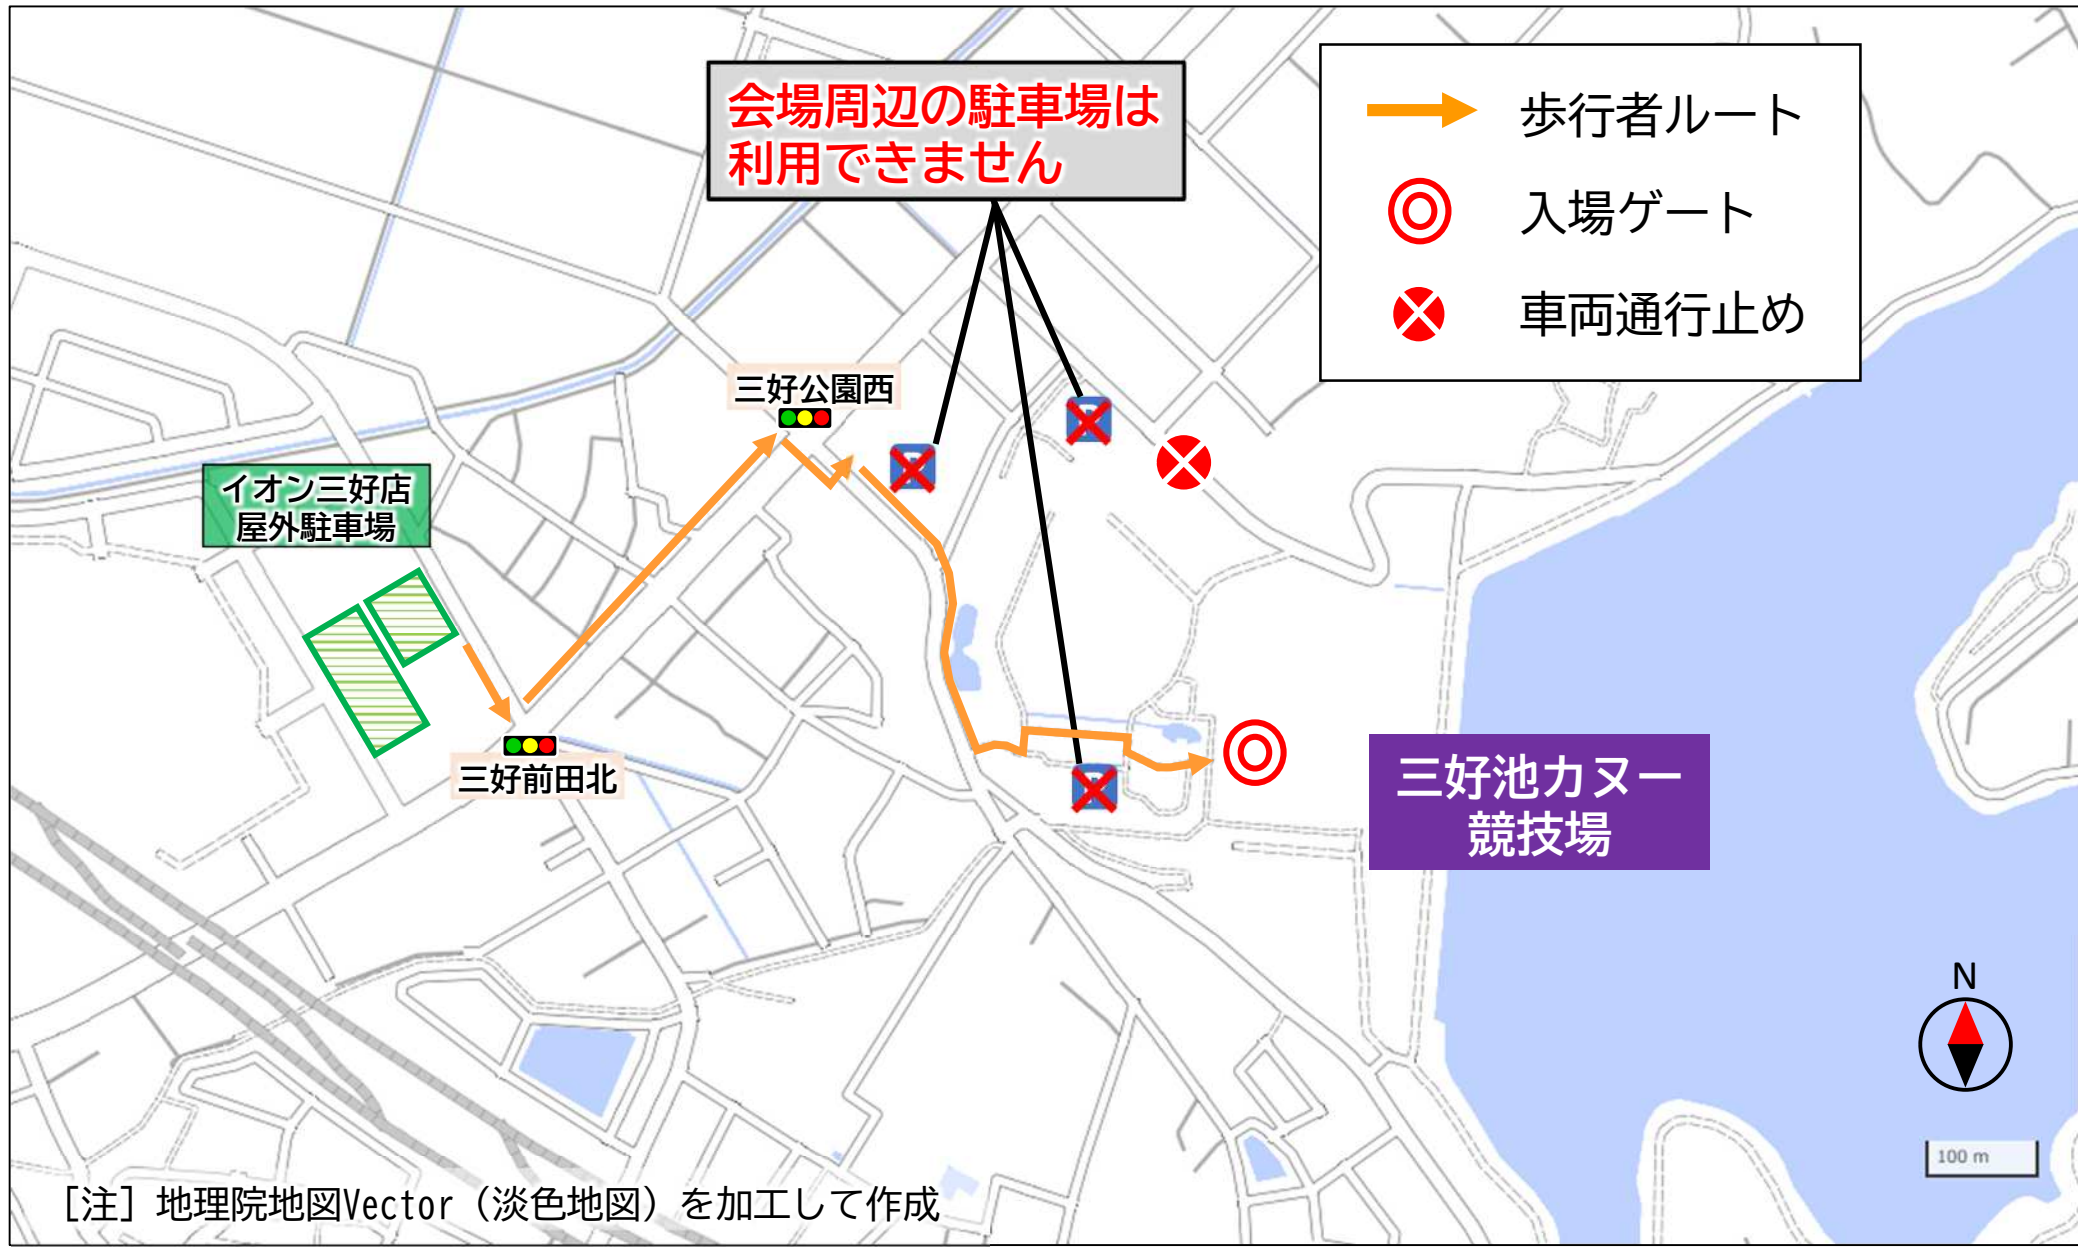 会場周辺の駐車場は
利用できません
歩行者ルート
入場ゲート
車両通行止め
三好公園西
イオン三好店
屋外駐車場
三好前田北
三好池カヌー
競技場
N
100 m
［注］地理院地図Vector（淡色地図）を加工して作成